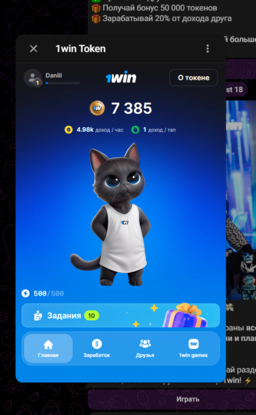 🎁 Получай бонус 50 000 токенов
🎁 Зарабатывай 20% от дохода друга
1win Token
Daniil
1
1win
О токене
7 385
4.98k доход / час
1 доход / тап
500/500
Задания 10
Главная
Заработок
Друзья
1win games
Играть